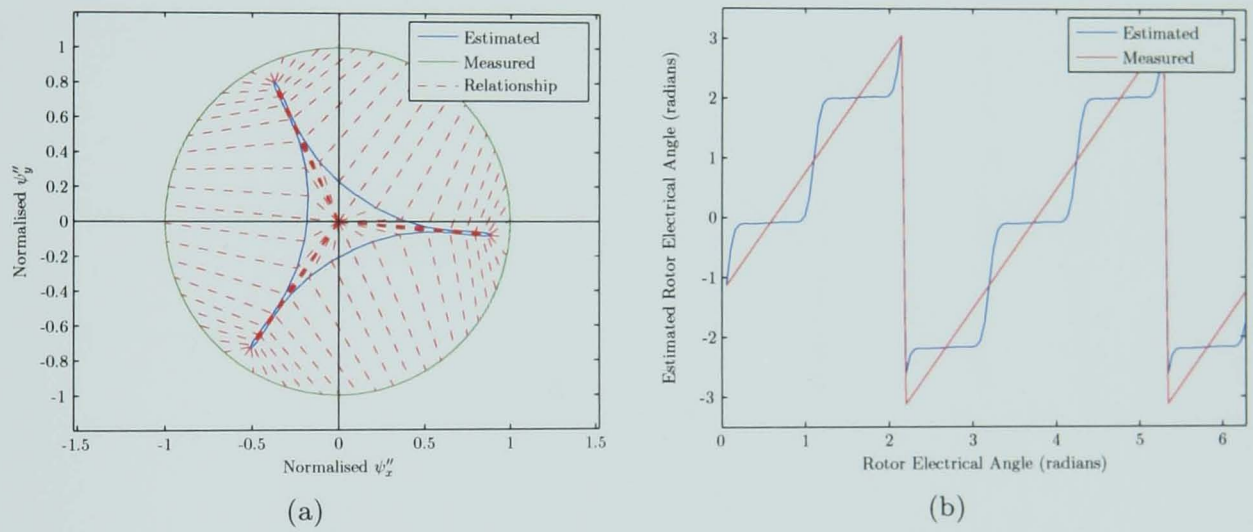 Estimated
Measured
Relationship
Normalised ψ″y
1
0.8
0.6
0.4
0.2
0
-0.2
-0.4
-0.6
-0.8
-1
-1.5
-1
-0.5
0
0.5
1
1.5
Normalised ψ″x
(a)
Estimated
Measured
Estimated Rotor Electrical Angle (radians)
3
2
1
0
-1
-2
-3
0
1
2
3
4
5
6
Rotor Electrical Angle (radians)
(b)